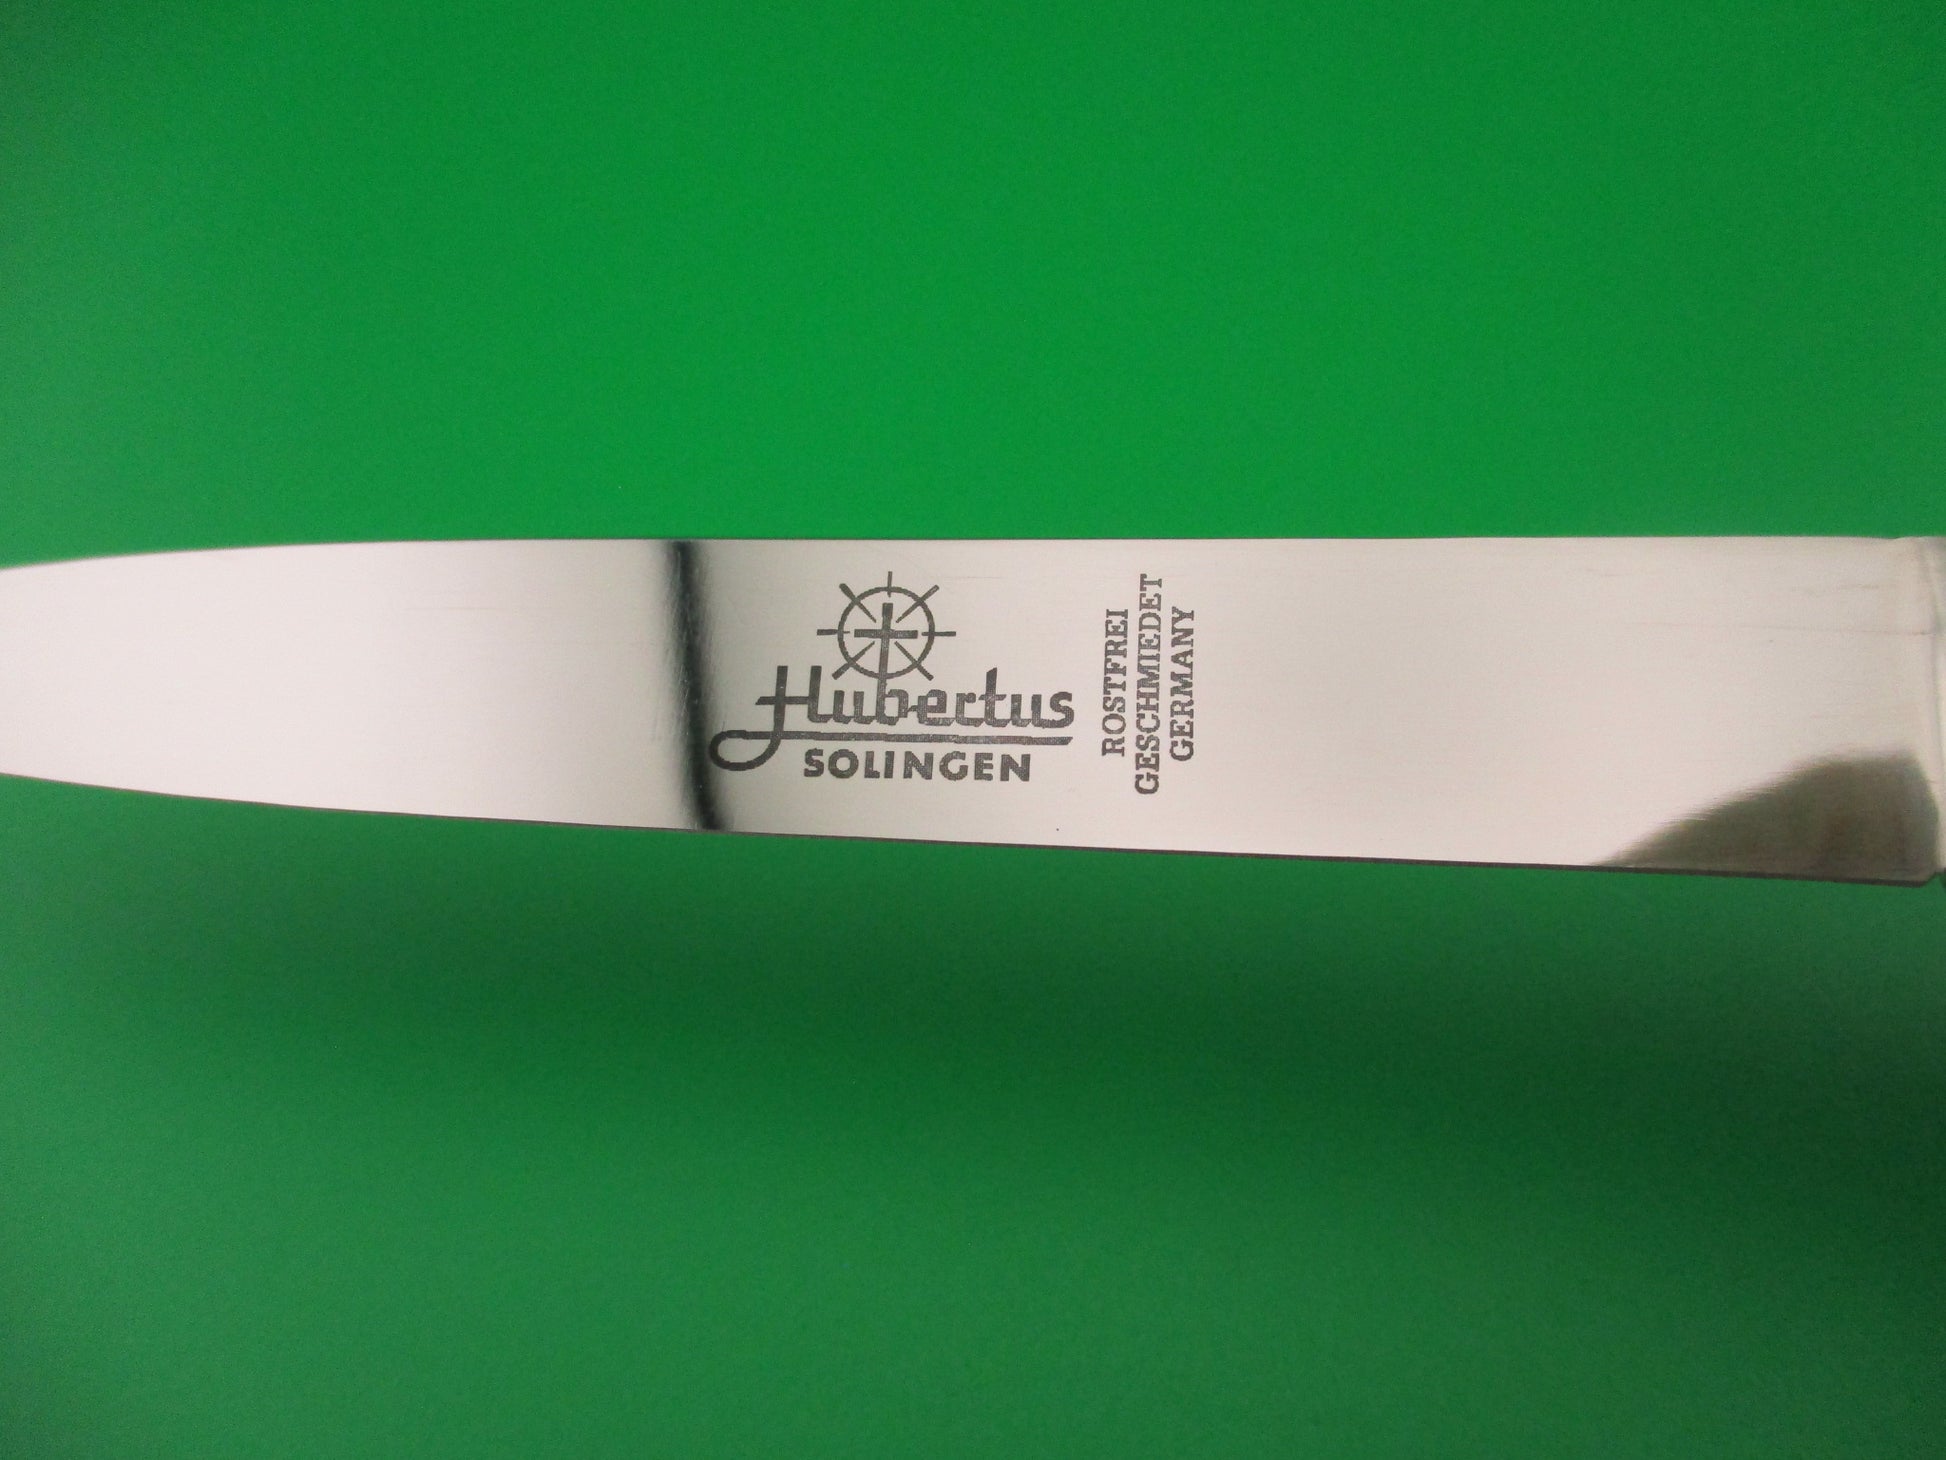 Hubertus
SOLINGEN
ROSTFREI
GESCHMIEDET
GERMANY